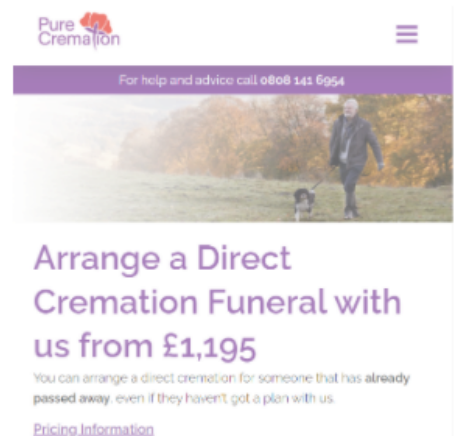 Pure
Cremation
For help and advice call 0808 141 6954
Arrange a Direct
Cremation Funeral with
us from £1,195
You can arrange a direct cremation for someone that has already
passed away, even if they haven't got a plan with us.
Pricing Information